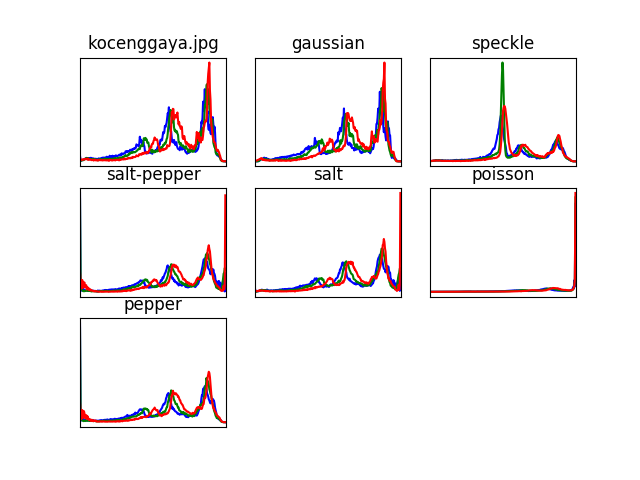 kocenggaya.jpg
gaussian
speckle
salt-pepper
salt
poisson
pepper